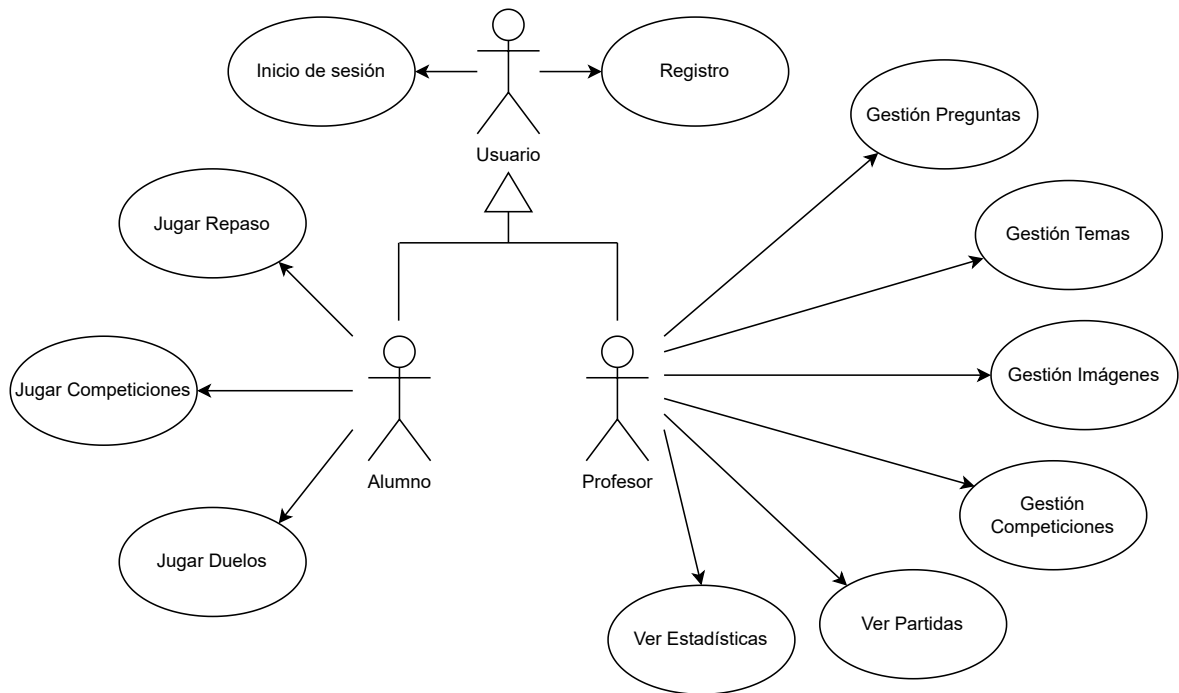 Inicio de sesión
Registro
Usuario
Gestión Preguntas
Jugar Repaso
Gestión Temas
Jugar Competiciones
Gestión Imágenes
Alumno
Profesor
Gestión
Competiciones
Jugar Duelos
Ver Estadísticas
Ver Partidas